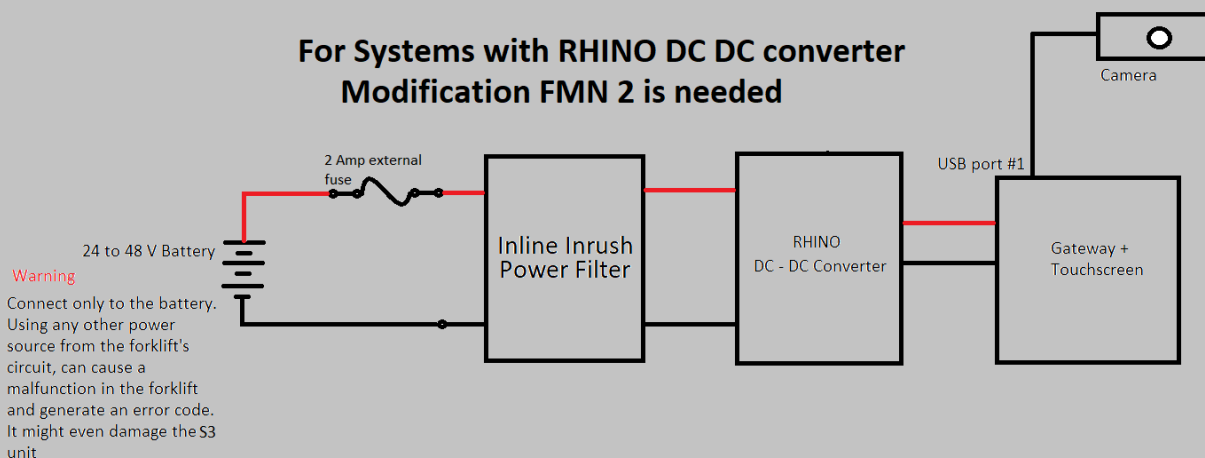 For Systems with RHINO DC DC converter
Modification FMN 2 is needed
Camera
2 Amp external
fuse
USB port #1
24 to 48 V Battery
Inline Inrush
Power Filter
RHINO
DC - DC Converter
Gateway +
Touchscreen
Warning
Connect only to the battery.
Using any other power
source from the forklift's
circuit, can cause a
malfunction in the forklift
and generate an error code.
It might even damage the S3
unit